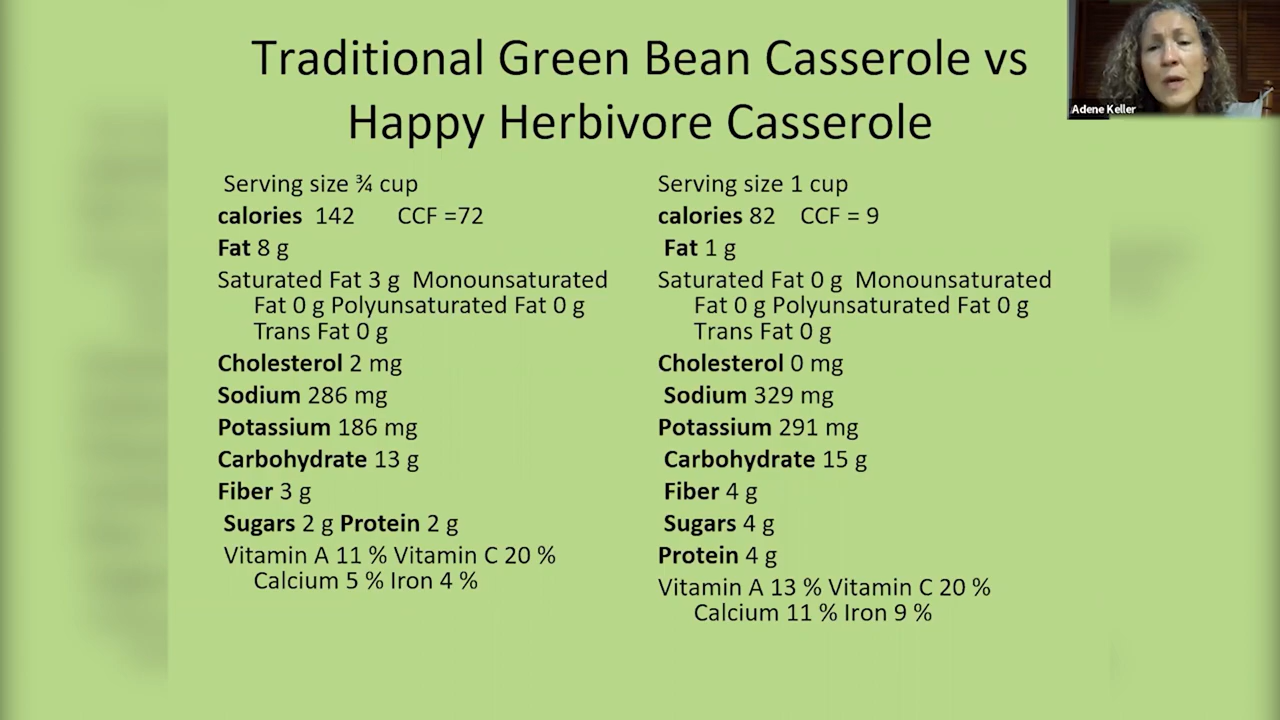 Traditional Green Bean Casserole vs
Happy Herbivore Casserole
Adene Keller
Serving size ¾ cup
calories 142 CCF =72
Fat 8 g
Saturated Fat 3 g Monounsaturated
Fat 0 g Polyunsaturated Fat 0 g
Trans Fat 0 g
Cholesterol 2 mg
Sodium 286 mg
Potassium 186 mg
Carbohydrate 13 g
Fiber 3 g
Sugars 2 g Protein 2 g
Vitamin A 11 % Vitamin C 20 %
Calcium 5 % Iron 4 %
Serving size 1 cup
calories 82 CCF = 9
Fat 1 g
Saturated Fat 0 g Monounsaturated
Fat 0 g Polyunsaturated Fat 0 g
Trans Fat 0 g
Cholesterol 0 mg
Sodium 329 mg
Potassium 291 mg
Carbohydrate 15 g
Fiber 4 g
Sugars 4 g
Protein 4 g
Vitamin A 13 % Vitamin C 20 %
Calcium 11 % Iron 9 %